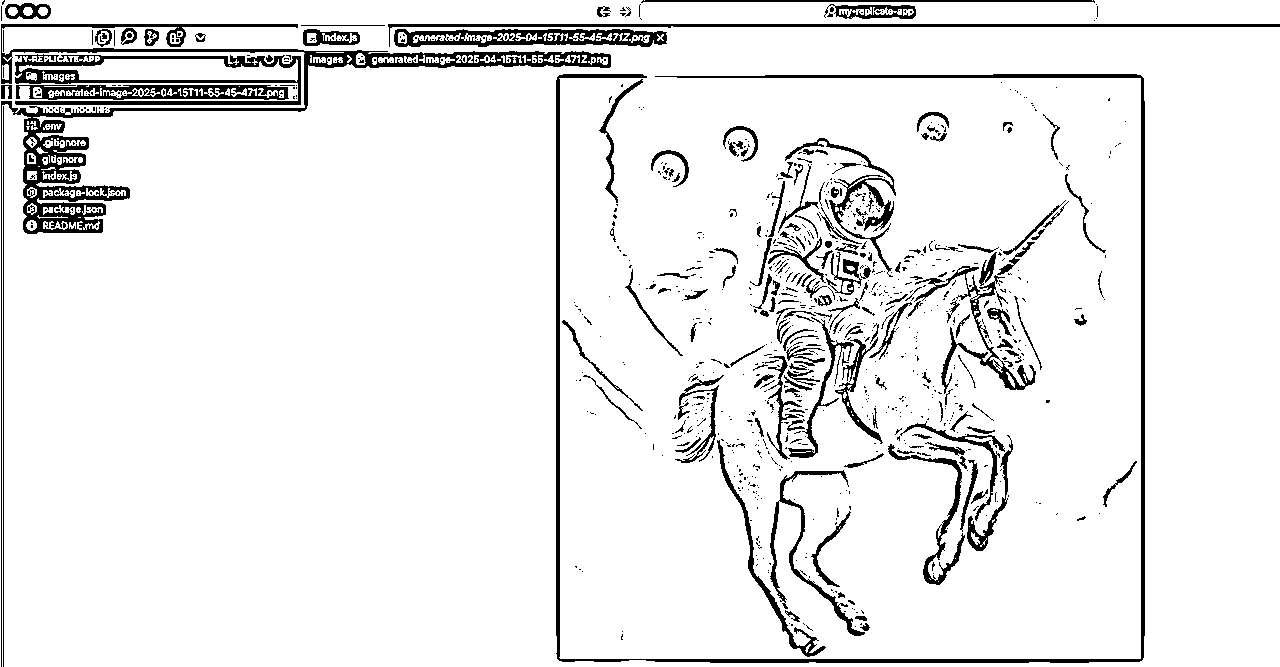 my-replicate-app
index.js
generated-image-2025-04-15T11-55-45-471Z.png
MY-REPLICATE-APP
images > generated-image-2025-04-15T11-55-45-471Z.png
images
generated-image-2025-04-15T11-55-45-471Z.png
node_modules
.env
.gitignore
gitignore
index.js
package-lock.json
package.json
README.md